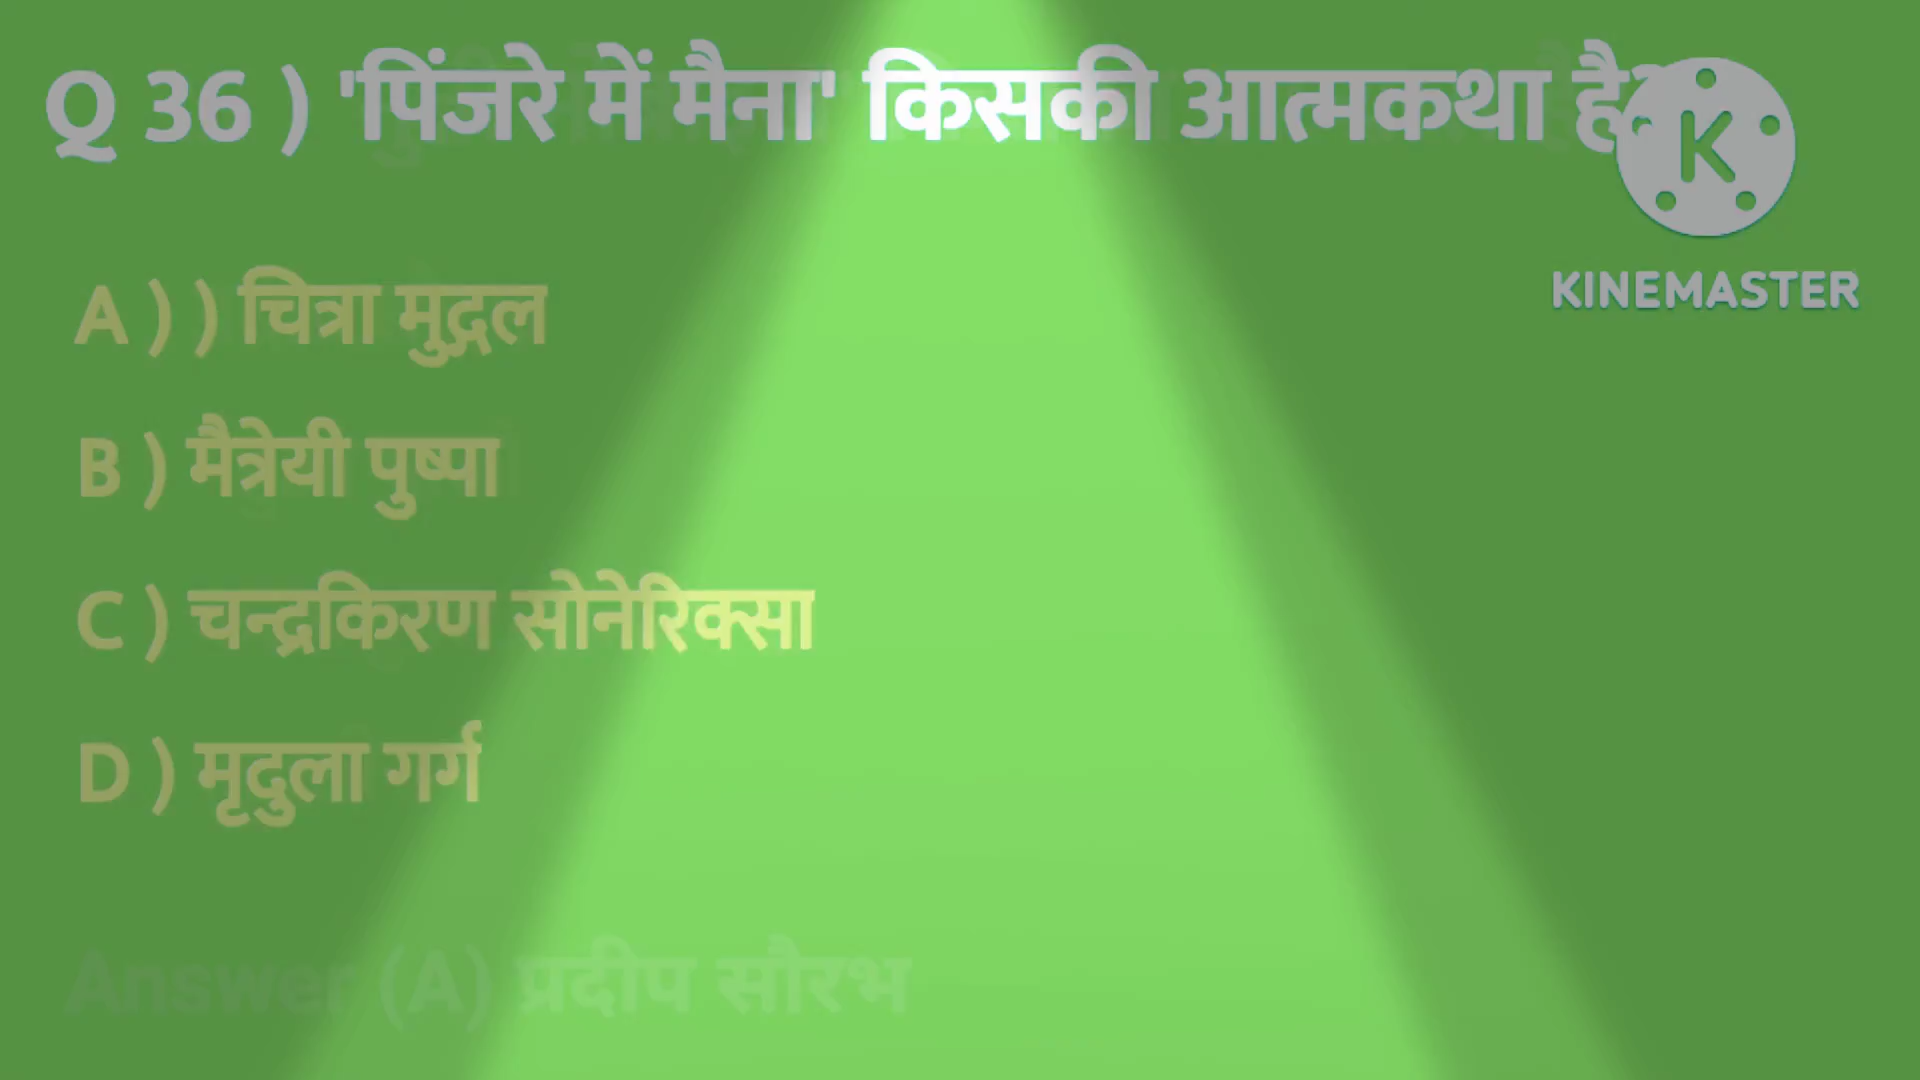 Q 36 ) 'पिंजरे में मैना' किसकी आत्मकथा है?
KINEMASTER
A ) ) चित्रा मुद्गल
B ) मैत्रेयी पुष्पा
C ) चन्द्रकिरण सोनेरिक्सा
D ) मृदुला गर्ग
Answer (A) प्रदीप सौरभ